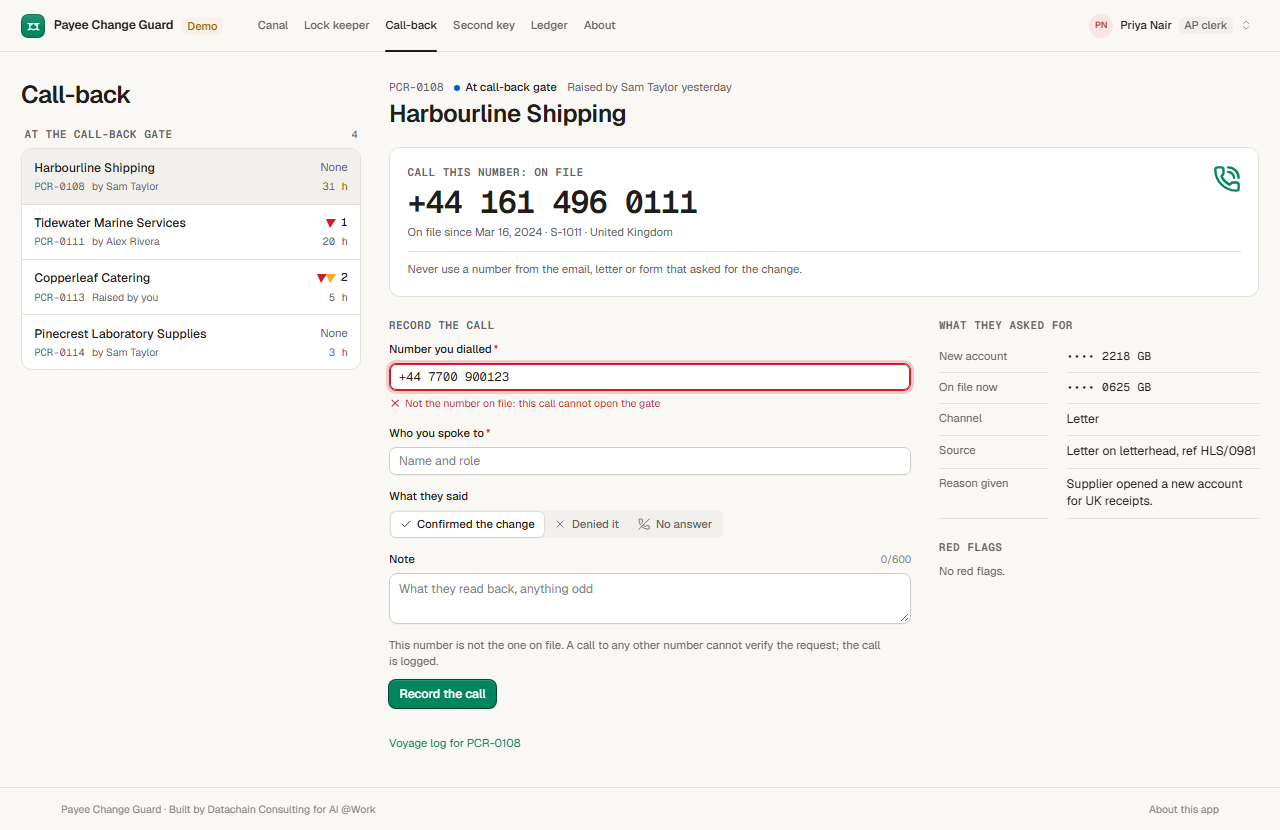 Payee Change Guard Demo Canal Lock keeper Call-back Second key Ledger About PN Priya Nair AP clerk
Call-back
AT THE CALL-BACK GATE 4
Harbourline Shipping None
PCR-0108 by Sam Taylor 31 h
Tidewater Marine Services 1
PCR-0111 by Alex Rivera 20 h
Copperleaf Catering 2
PCR-0113 Raised by you 5 h
Pinecrest Laboratory Supplies None
PCR-0114 by Sam Taylor 3 h
PCR-0108 At call-back gate Raised by Sam Taylor yesterday
Harbourline Shipping
CALL THIS NUMBER: ON FILE
+44 161 496 0111
On file since Mar 16, 2024 · S-1011 · United Kingdom
Never use a number from the email, letter or form that asked for the change.
RECORD THE CALL
Number you dialled *
+44 7700 900123
Not the number on file: this call cannot open the gate
Who you spoke to *
Name and role
What they said
Confirmed the change Denied it No answer
Note 0/600
What they read back, anything odd
This number is not the one on file. A call to any other number cannot verify the request; the call
is logged.
Record the call
Voyage log for PCR-0108
WHAT THEY ASKED FOR
New account •••• 2218 GB
On file now •••• 0625 GB
Channel Letter
Source Letter on letterhead, ref HLS/0981
Reason given Supplier opened a new account
for UK receipts.
RED FLAGS
No red flags.
Payee Change Guard · Built by Datachain Consulting for AI @Work About this app